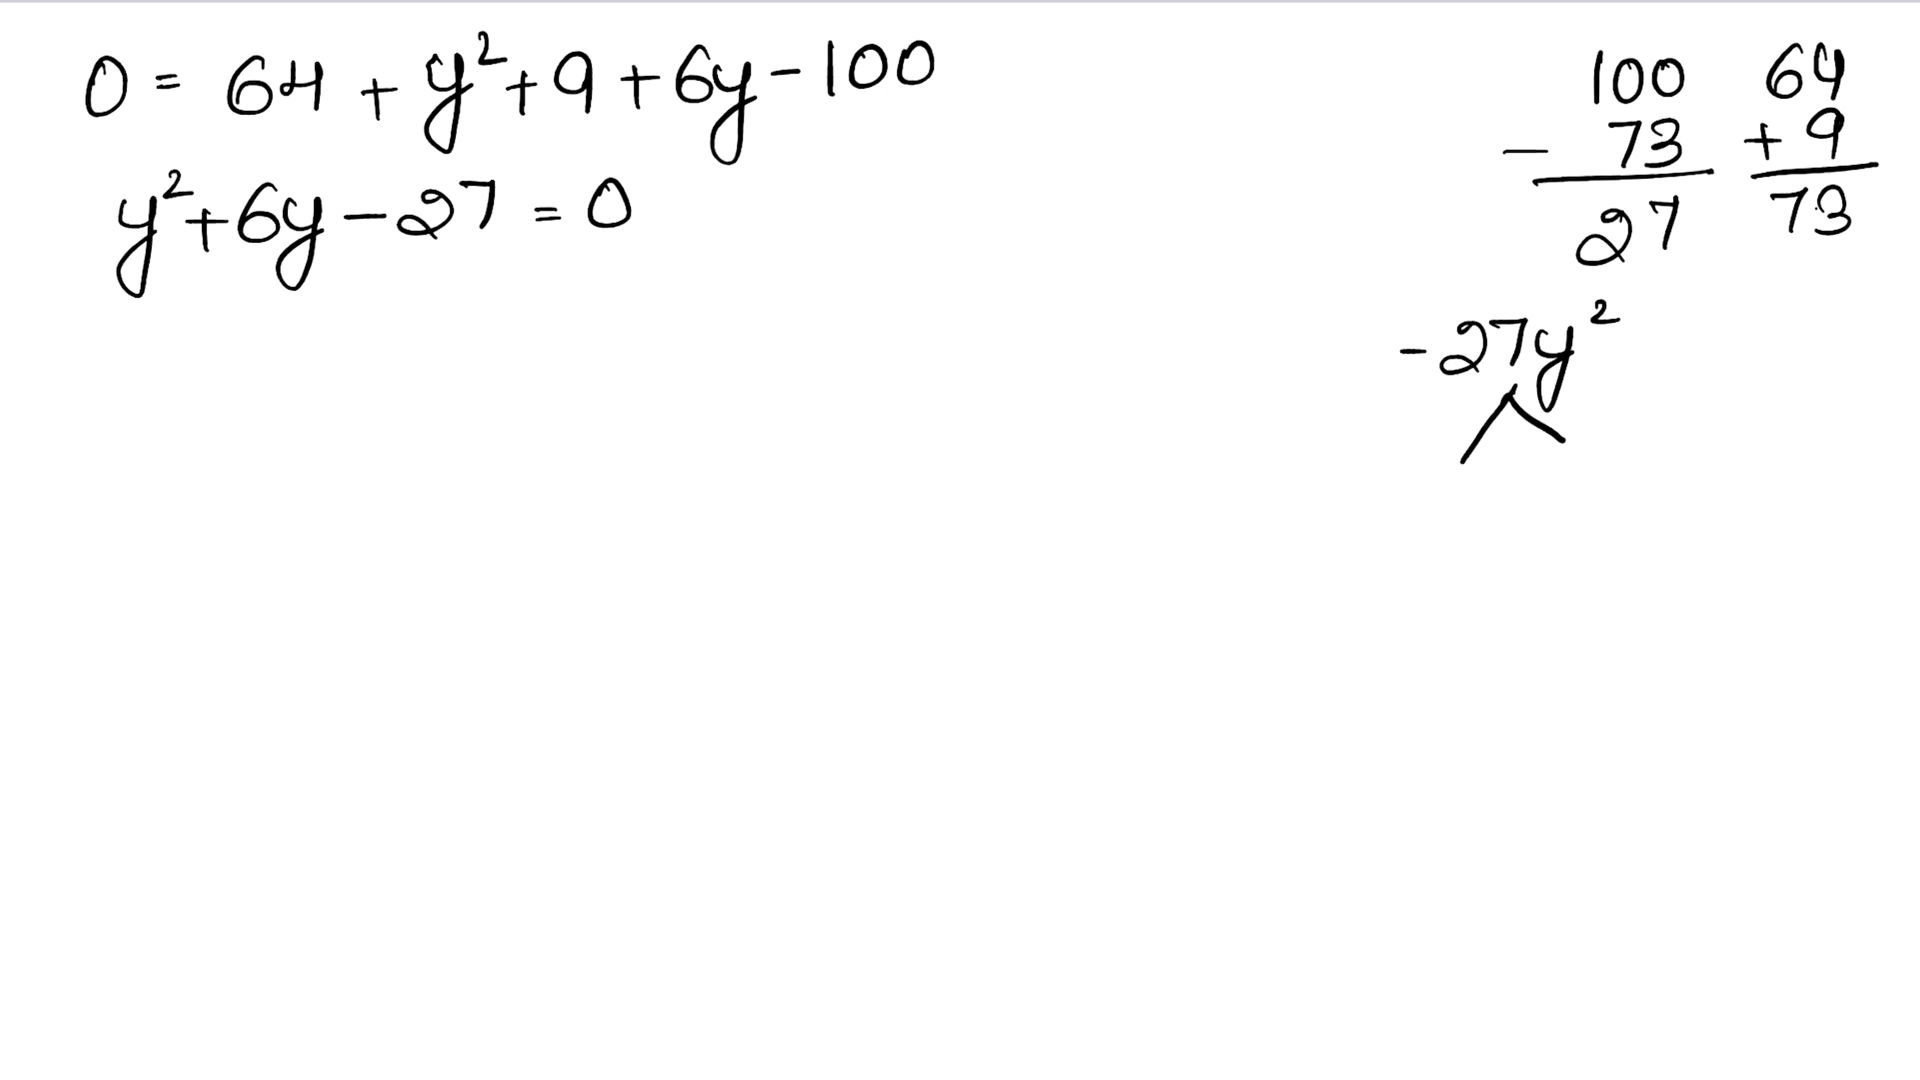 0 = 64 + y² + 9 + 6y - 100
y² + 6y - 27 = 0
100
- 73
27
64
+ 9
73
-27y²